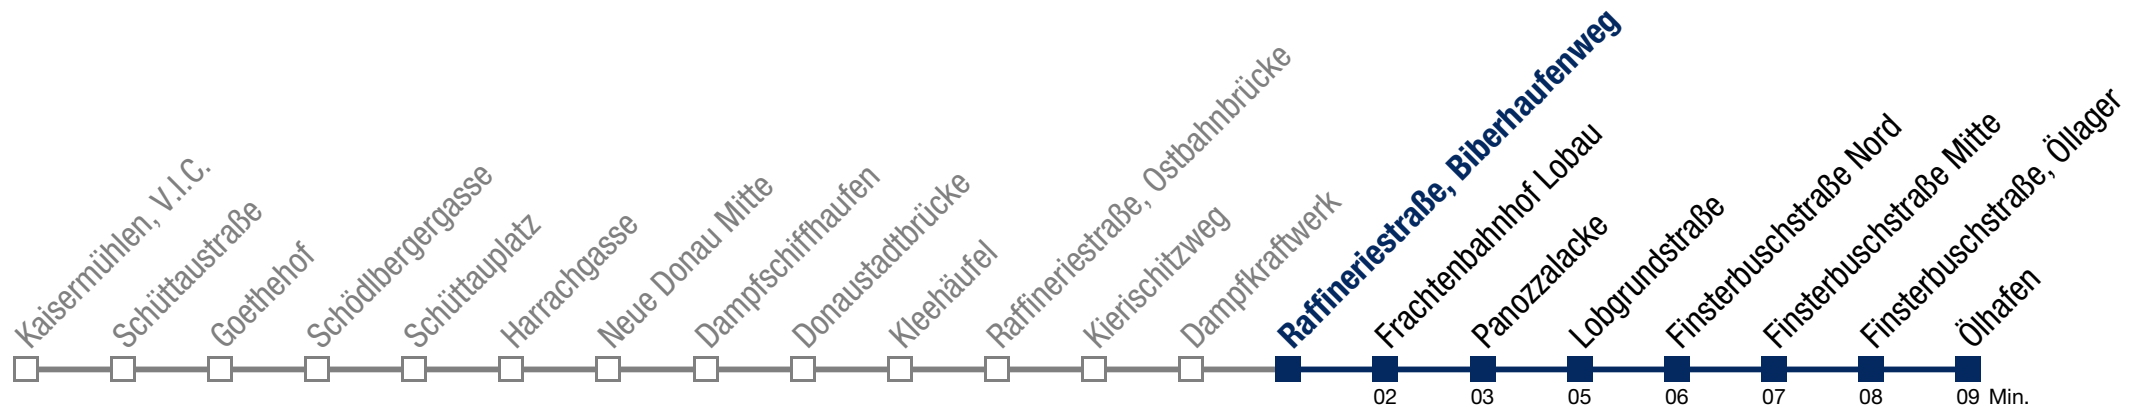 Kaisermühlen, V.I.C.
Schüttaustraße
Goethehof
Schödlbergergasse
Schüttauplatz
Harrachgasse
Neue Donau Mitte
Dampfschiffhaufen
Donaustadtbrücke
Kleehäufel
Raffineriestraße, Ostbahnbrücke
Kierischitzweg
Dampfkraftwerk
Raffineriestraße, Biberhaufenweg
Frachtenbahnhof Lobau
Panozzalacke
Lobgrundstraße
Finsterbuschstraße Nord
Finsterbuschstraße Mitte
Finsterbuschstraße, Öllager
Ölhafen
02 03 05 06 07 08 09 Min.